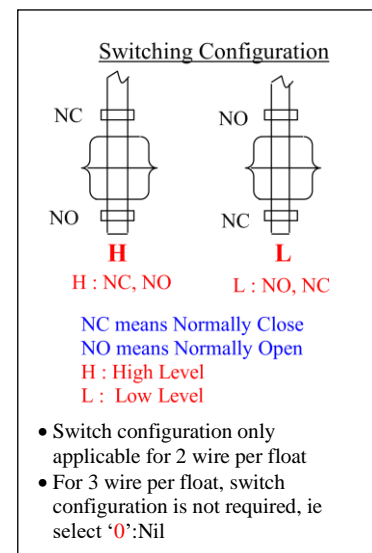 Switching Configuration
NC NO
NO NC
H L
H : NC, NO L : NO, NC
NC means Normally Close
NO means Normally Open
H : High Level
L : Low Level
• Switch configuration only
applicable for 2 wire per float
• For 3 wire per float, switch
configuration is not required, ie
select ‘0’:Nil